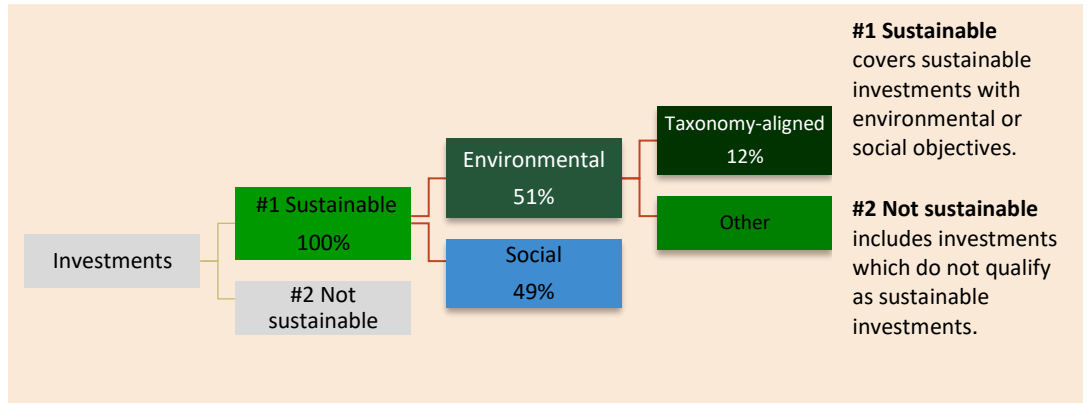 Investments
#1 Sustainable
100%
#2 Not
sustainable
Environmental
51%
Social
49%
Taxonomy-aligned
12%
Other
#1 Sustainable
covers sustainable
investments with
environmental or
social objectives.
#2 Not sustainable
includes investments
which do not qualify
as sustainable
investments.